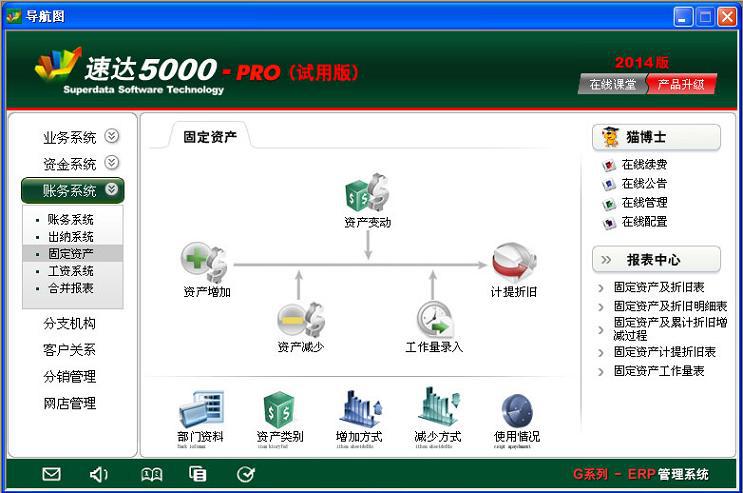 导航图
速达5000-PRO（试用版）
Superdata Software Technology
2014版
在线课堂 产品升级
业务系统
资金系统
账务系统
账务系统
出纳系统
固定资产
工资系统
合并报表
分支机构
客户关系
分销管理
网店管理
固定资产
资产变动
资产增加
计提折旧
资产减少
工作量录入
部门资料
资产类别
增加方式
减少方式
使用情况
猫博士
在线续费
在线公告
在线管理
在线配置
报表中心
固定资产及折旧表
固定资产及折旧明细表
固定资产及累计折旧增
减过程
固定资产计提折旧表
固定资产工作量表
G系列 - ERP管理系统